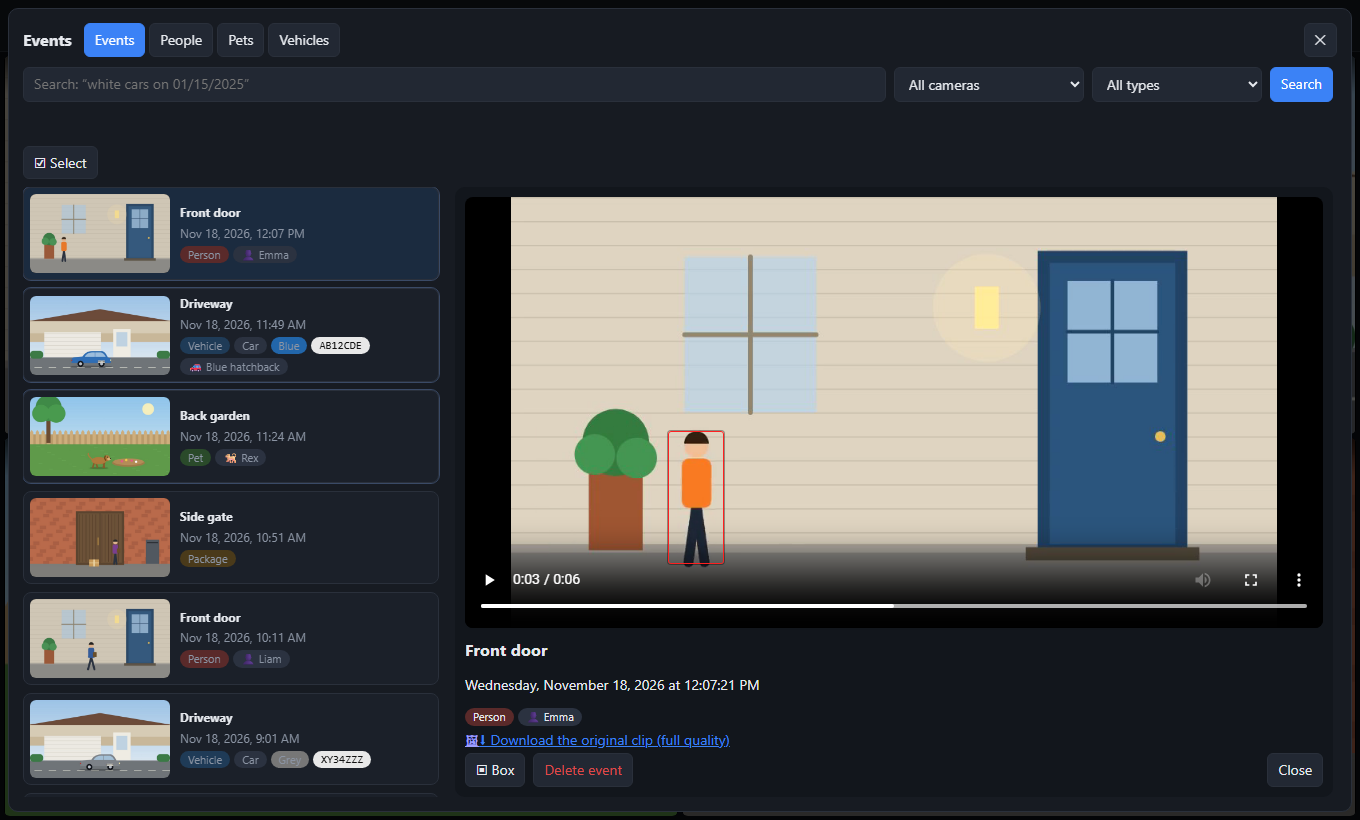 Events Events People Pets Vehicles
Search: "white cars on 01/15/2025"
All cameras
All types
Search
Select
Front door
Nov 18, 2026, 12:07 PM
Person Emma
Driveway
Nov 18, 2026, 11:49 AM
Vehicle Car Blue AB12CDE
Blue hatchback
Back garden
Nov 18, 2026, 11:24 AM
Pet Rex
Side gate
Nov 18, 2026, 10:51 AM
Package
Front door
Nov 18, 2026, 10:11 AM
Person Liam
Driveway
Nov 18, 2026, 9:01 AM
Vehicle Car Grey XY34ZZZ
0:03 / 0:06
Front door
Wednesday, November 18, 2026 at 12:07:21 PM
Person Emma
Download the original clip (full quality)
Box Delete event Close